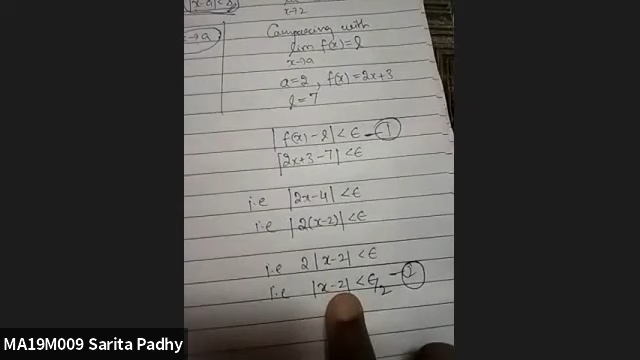 |x-a|<δ.
x→2
x→a
Comparing with
lim f(x)=l
x→a
a=2, f(x)=2x+3
l=7
|f(x)-l|<ϵ —①
|2x+3-7|<ϵ
i.e |2x-4|<ϵ
i.e |2(x-2)|<ϵ
i.e 2|x-2|<ϵ
i.e |x-2|<ϵ/2 —②
MA19M009 Sarita Padhy